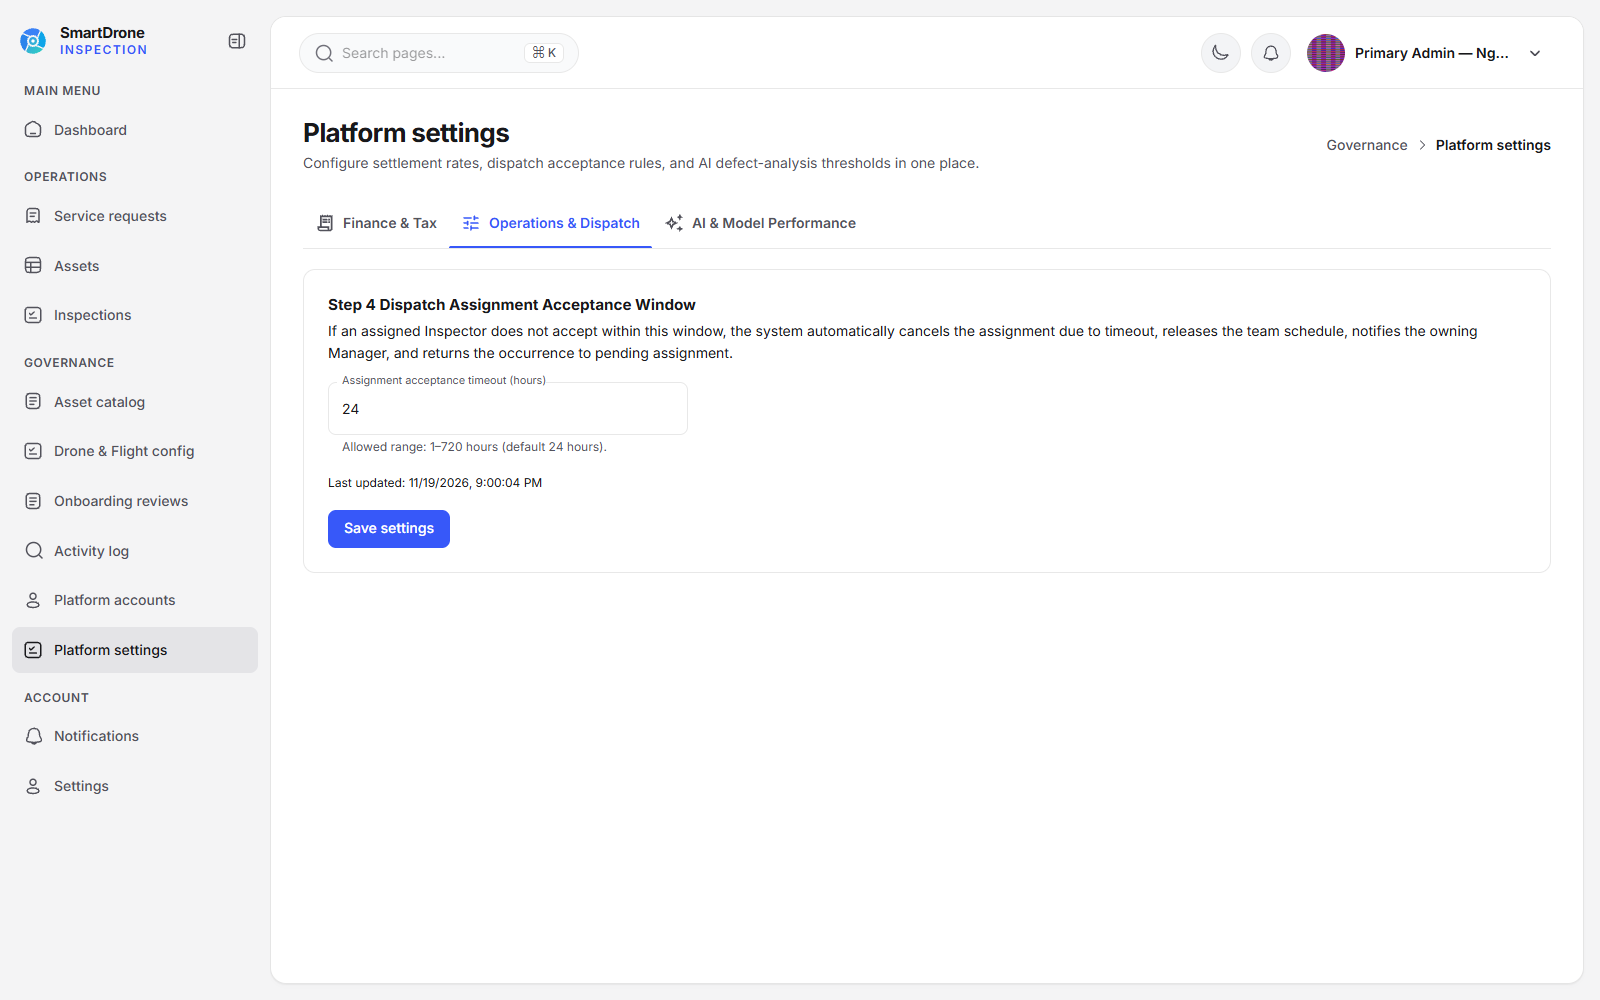 SmartDrone
INSPECTION
MAIN MENU
Dashboard
OPERATIONS
Service requests
Assets
Inspections
GOVERNANCE
Asset catalog
Drone & Flight config
Onboarding reviews
Activity log
Platform accounts
Platform settings
ACCOUNT
Notifications
Settings
Search pages...
⌘ K
Primary Admin — Ng...
Platform settings
Configure settlement rates, dispatch acceptance rules, and AI defect-analysis thresholds in one place.
Governance > Platform settings
Finance & Tax
Operations & Dispatch
AI & Model Performance
Step 4 Dispatch Assignment Acceptance Window
If an assigned Inspector does not accept within this window, the system automatically cancels the assignment due to timeout, releases the team schedule, notifies the owning
Manager, and returns the occurrence to pending assignment.
Assignment acceptance timeout (hours)
24
Allowed range: 1–720 hours (default 24 hours).
Last updated: 11/19/2026, 9:00:04 PM
Save settings